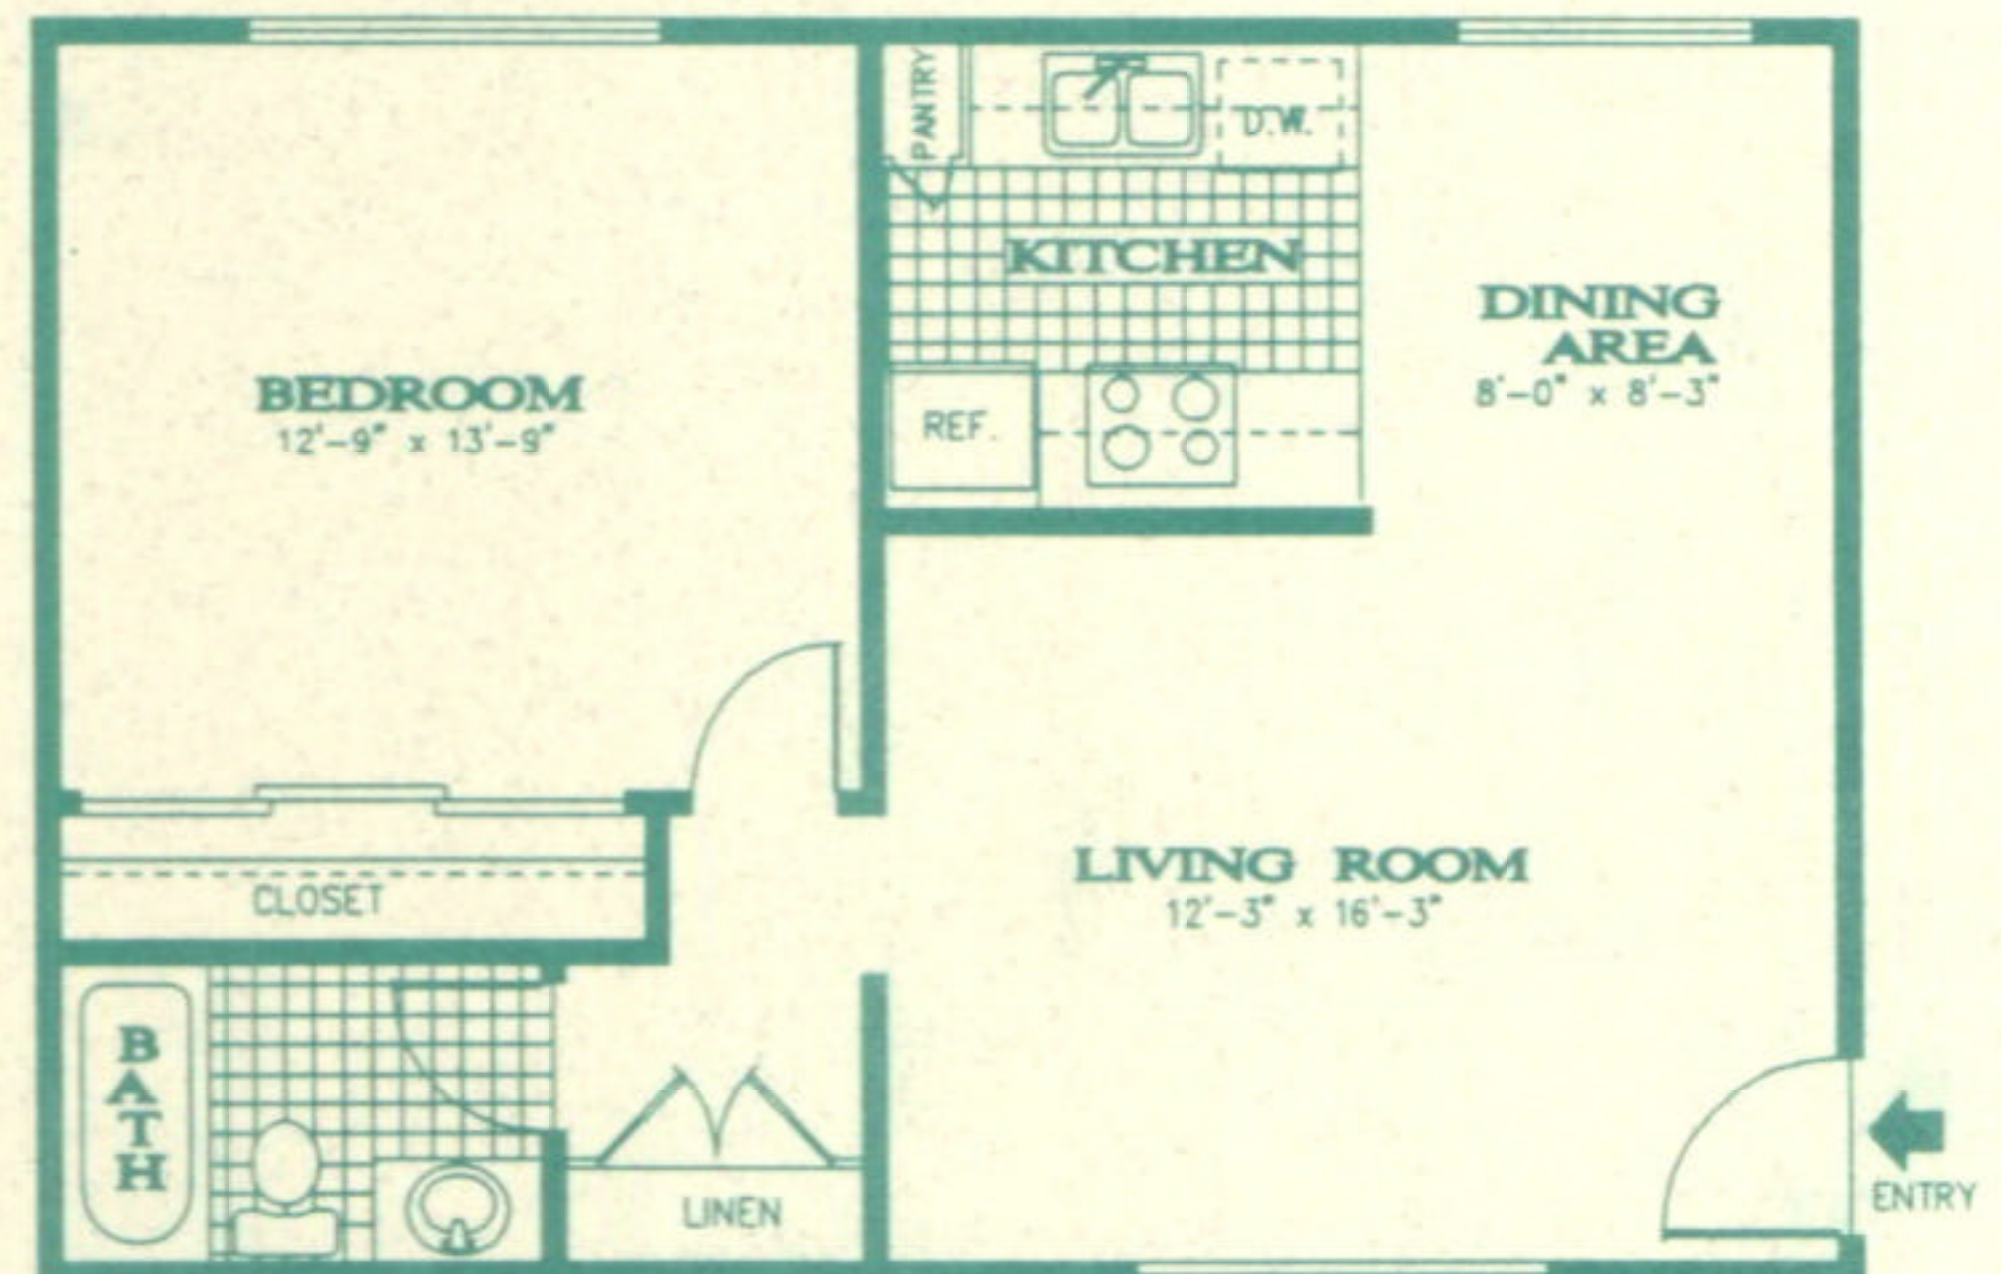 PANTRY
D.W.
KITCHEN
DINING
AREA
8'-0" x 8'-3"
BEDROOM
12'-9" x 13'-9"
REF.
LIVING ROOM
12'-3" x 16'-3"
CLOSET
BATH
LINEN
ENTRY